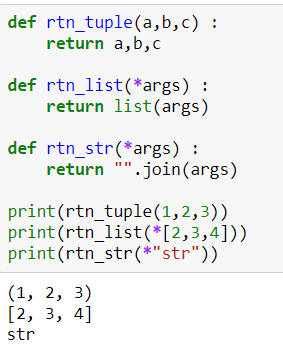 def rtn_tuple(a,b,c) :
    return a,b,c
def rtn_list(*args) :
    return list(args)
def rtn_str(*args) :
    return "".join(args)
print(rtn_tuple(1,2,3))
print(rtn_list(*[2,3,4]))
print(rtn_str(*"str"))
(1, 2, 3)
[2, 3, 4]
str